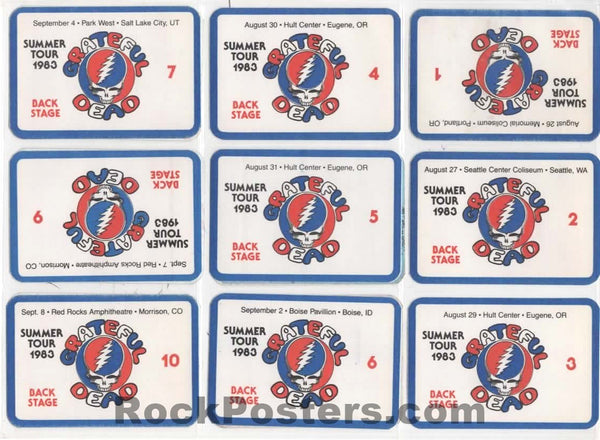 September 4 • Park West • Salt Lake City, UT
SUMMER
TOUR
1983
GRATEFUL
DEAD
7
BACK
STAGE
August 30 • Hult Center • Eugene, OR
SUMMER
TOUR
1983
GRATEFUL
DEAD
4
BACK
STAGE
August 26 • Memorial Coliseum • Portland, OR
SUMMER
TOUR
1983
GRATEFUL
DEAD
1
BACK
STAGE
Sept. 7 • Red Rocks Amphitheatre Morrison, CO
SUMMER
TOUR
1983
GRATEFUL
DEAD
9
BACK
STAGE
August 31 • Hult Center • Eugene, OR
SUMMER
TOUR
1983
GRATEFUL
DEAD
5
BACK
STAGE
August 27 • Seattle Center Coliseum • Seattle, WA
SUMMER
TOUR
1983
GRATEFUL
DEAD
2
BACK
STAGE
Sept. 8 • Red Rocks Amphitheatre • Morrison, CO
SUMMER
TOUR
1983
GRATEFUL
DEAD
10
BACK
STAGE
September 2 • Boise Pavillion • Boise, ID
SUMMER
TOUR
1983
GRATEFUL
DEAD
6
BACK
STAGE
August 29 • Hult Center • Eugene, OR
SUMMER
TOUR
1983
GRATEFUL
DEAD
3
BACK
STAGE
RockPosters.com